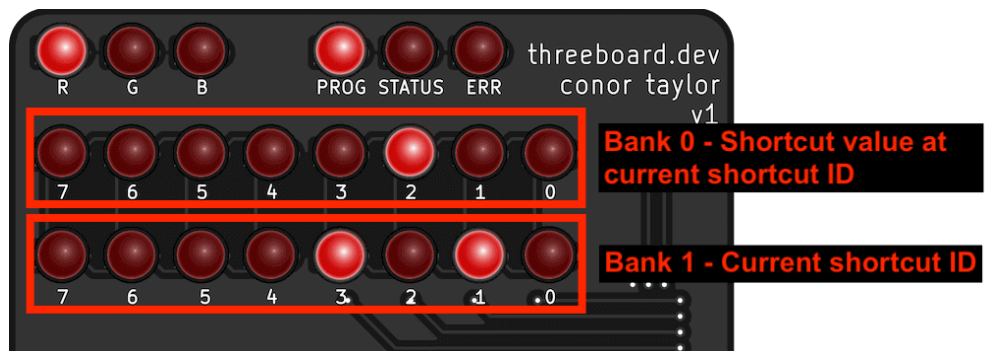 threeboard.dev
R G B PROG STATUS ERR conor taylor
v1
Bank 0 - Shortcut value at
current shortcut ID
7 6 5 4 3 2 1 0
Bank 1 - Current shortcut ID
7 6 5 4 3 2 1 0